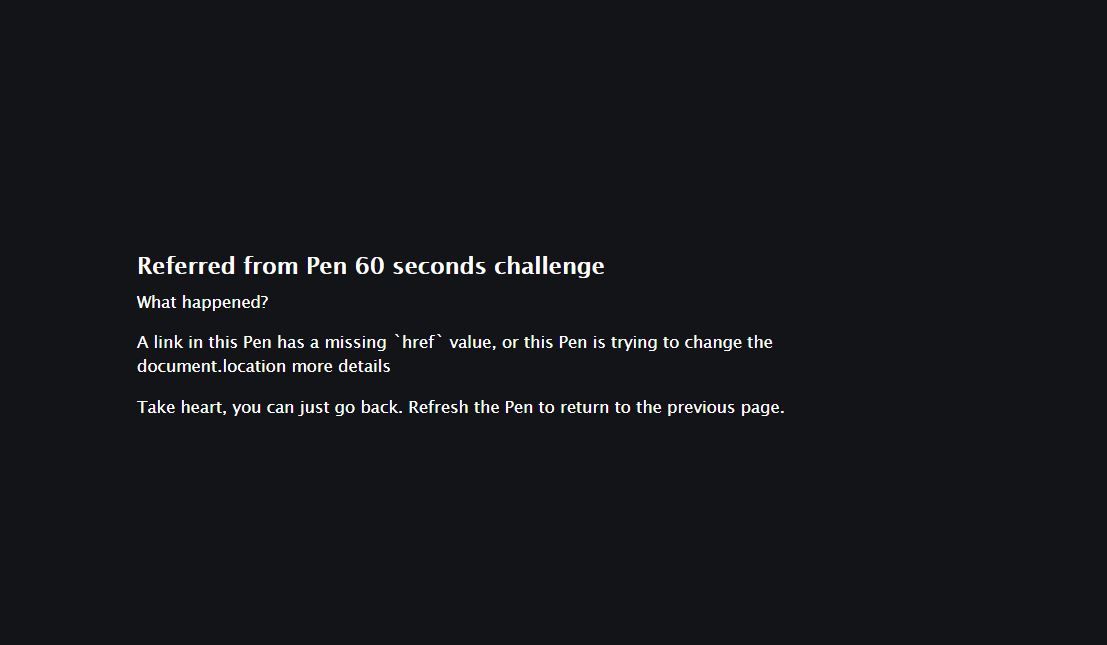 Referred from Pen 60 seconds challenge
What happened?
A link in this Pen has a missing `href` value, or this Pen is trying to change the
document.location more details
Take heart, you can just go back. Refresh the Pen to return to the previous page.